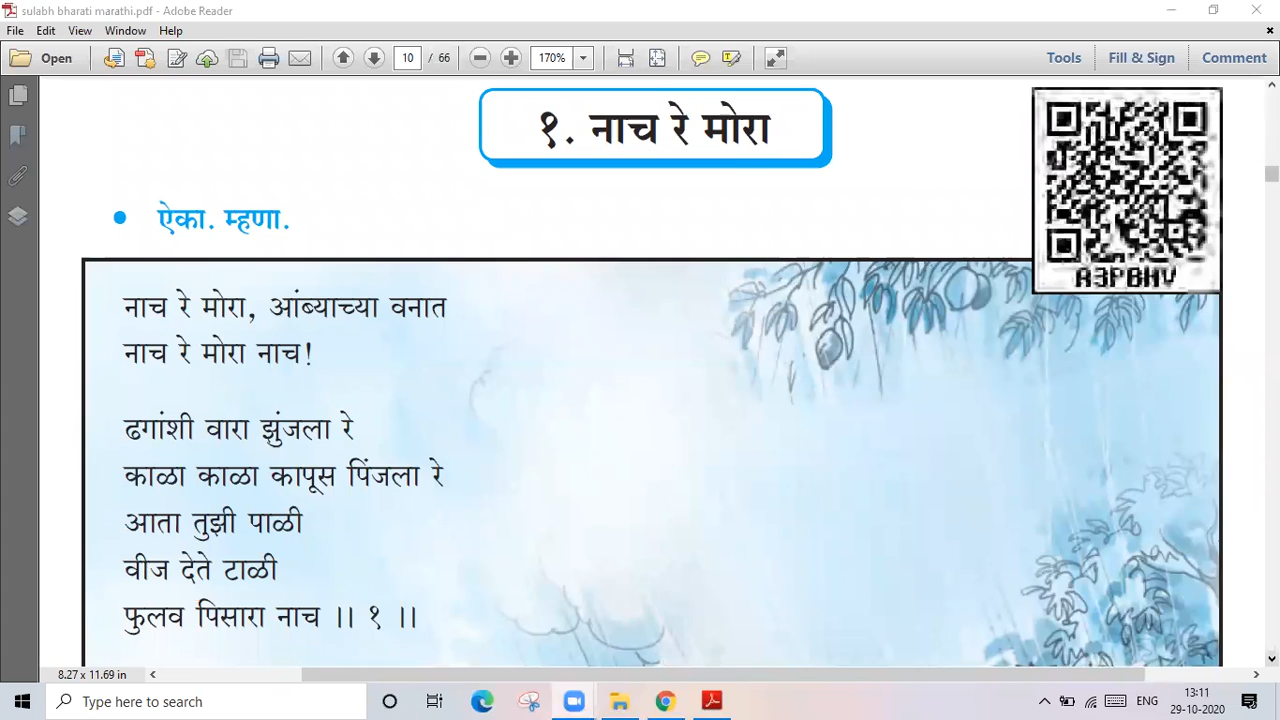 sulabh bharati marathi.pdf - Adobe Reader
File Edit View Window Help
Open 10 / 66 170% Tools Fill & Sign Comment
१. नाच रे मोरा
• ऐका. म्हणा.
R3PBHV
नाच रे मोरा, आंब्याच्या वनात
नाच रे मोरा नाच!
ढगांशी वारा झुंजला रे
काळा काळा कापूस पिंजला रे
आता तुझी पाळी
वीज देते टाळी
फुलव पिसारा नाच ।। १ ।।
8.27 x 11.69 in
Type here to search
ENG
13:11
29-10-2020